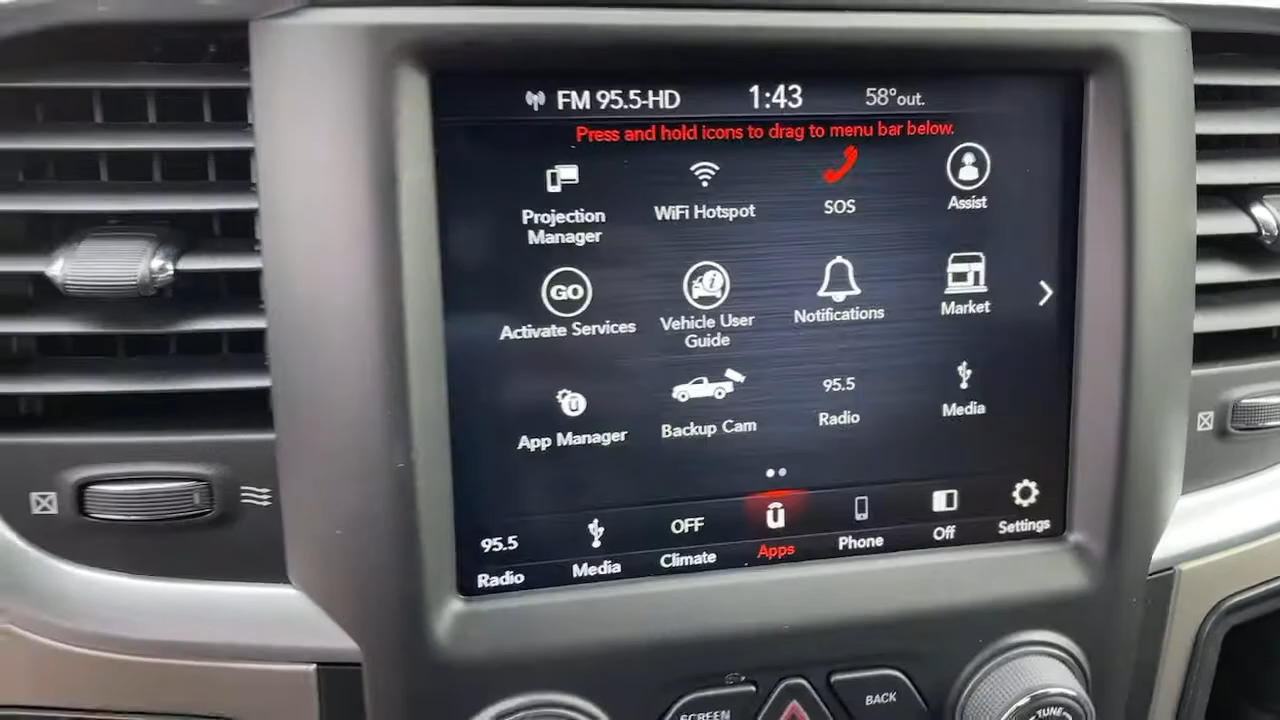 FM 95.5-HD 1:43 58°out.
Press and hold icons to drag to menu bar below.
Projection
Manager
WiFi Hotspot
SOS
Assist
GO
Activate Services
Vehicle User
Guide
Notifications
Market
App Manager
Backup Cam
95.5
Radio
Media
95.5
Radio
Media
OFF
Climate
Apps
Phone
Off
Settings
SCREEN
BACK
TUNE